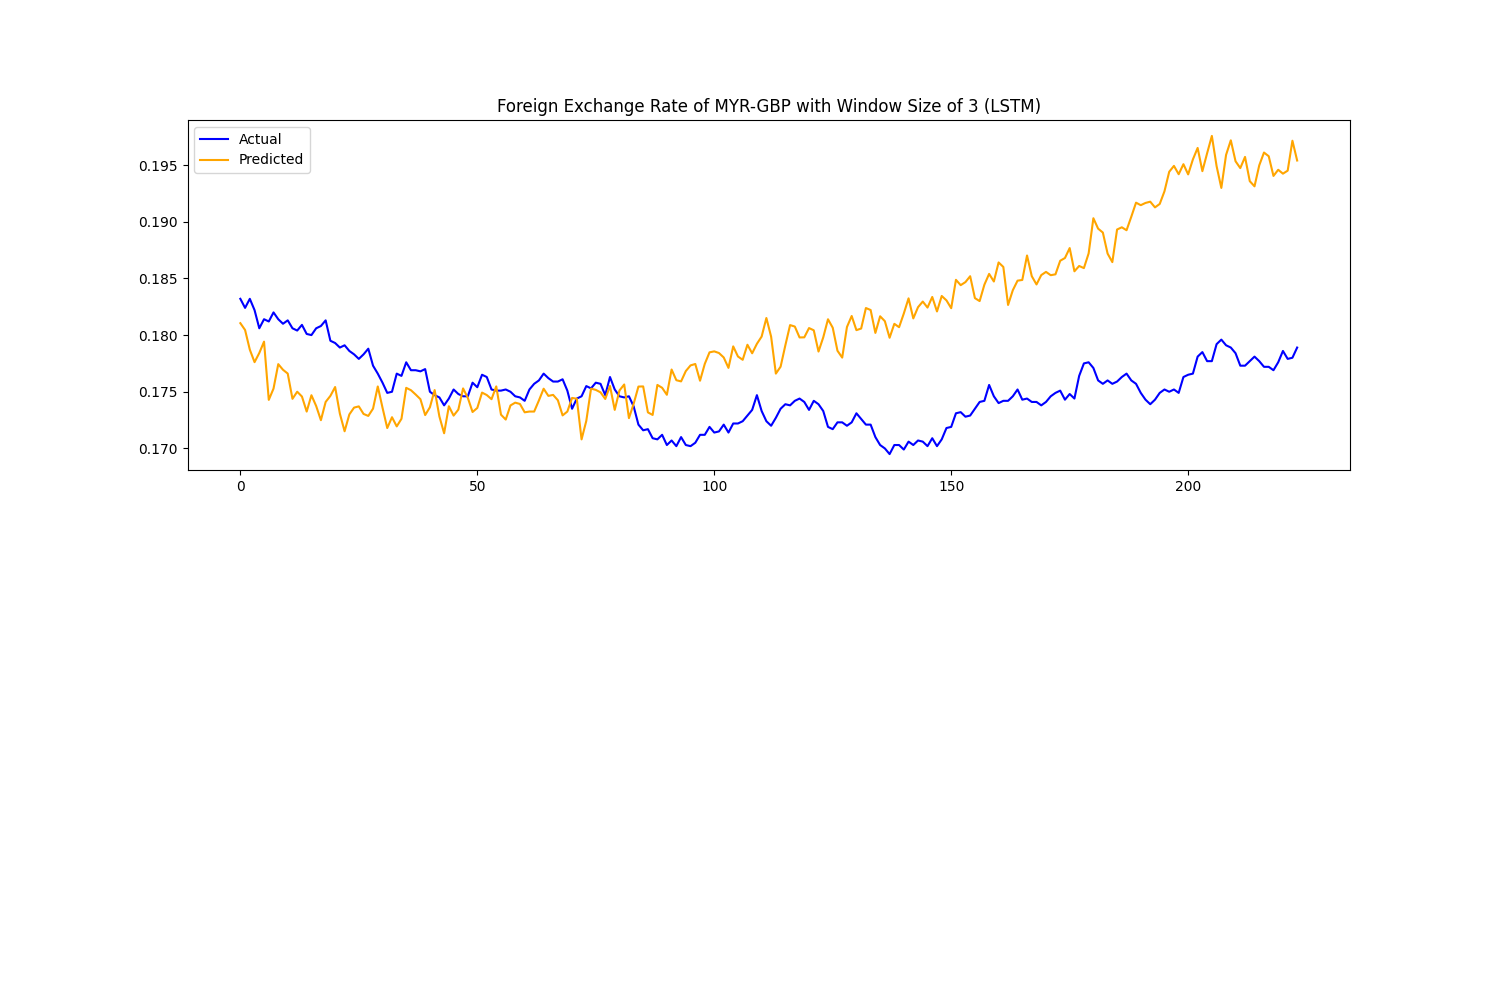 Foreign Exchange Rate of MYR-GBP with Window Size of 3 (LSTM)
Actual
Predicted
0.195
0.190
0.185
0.180
0.175
0.170
0 50 100 150 200